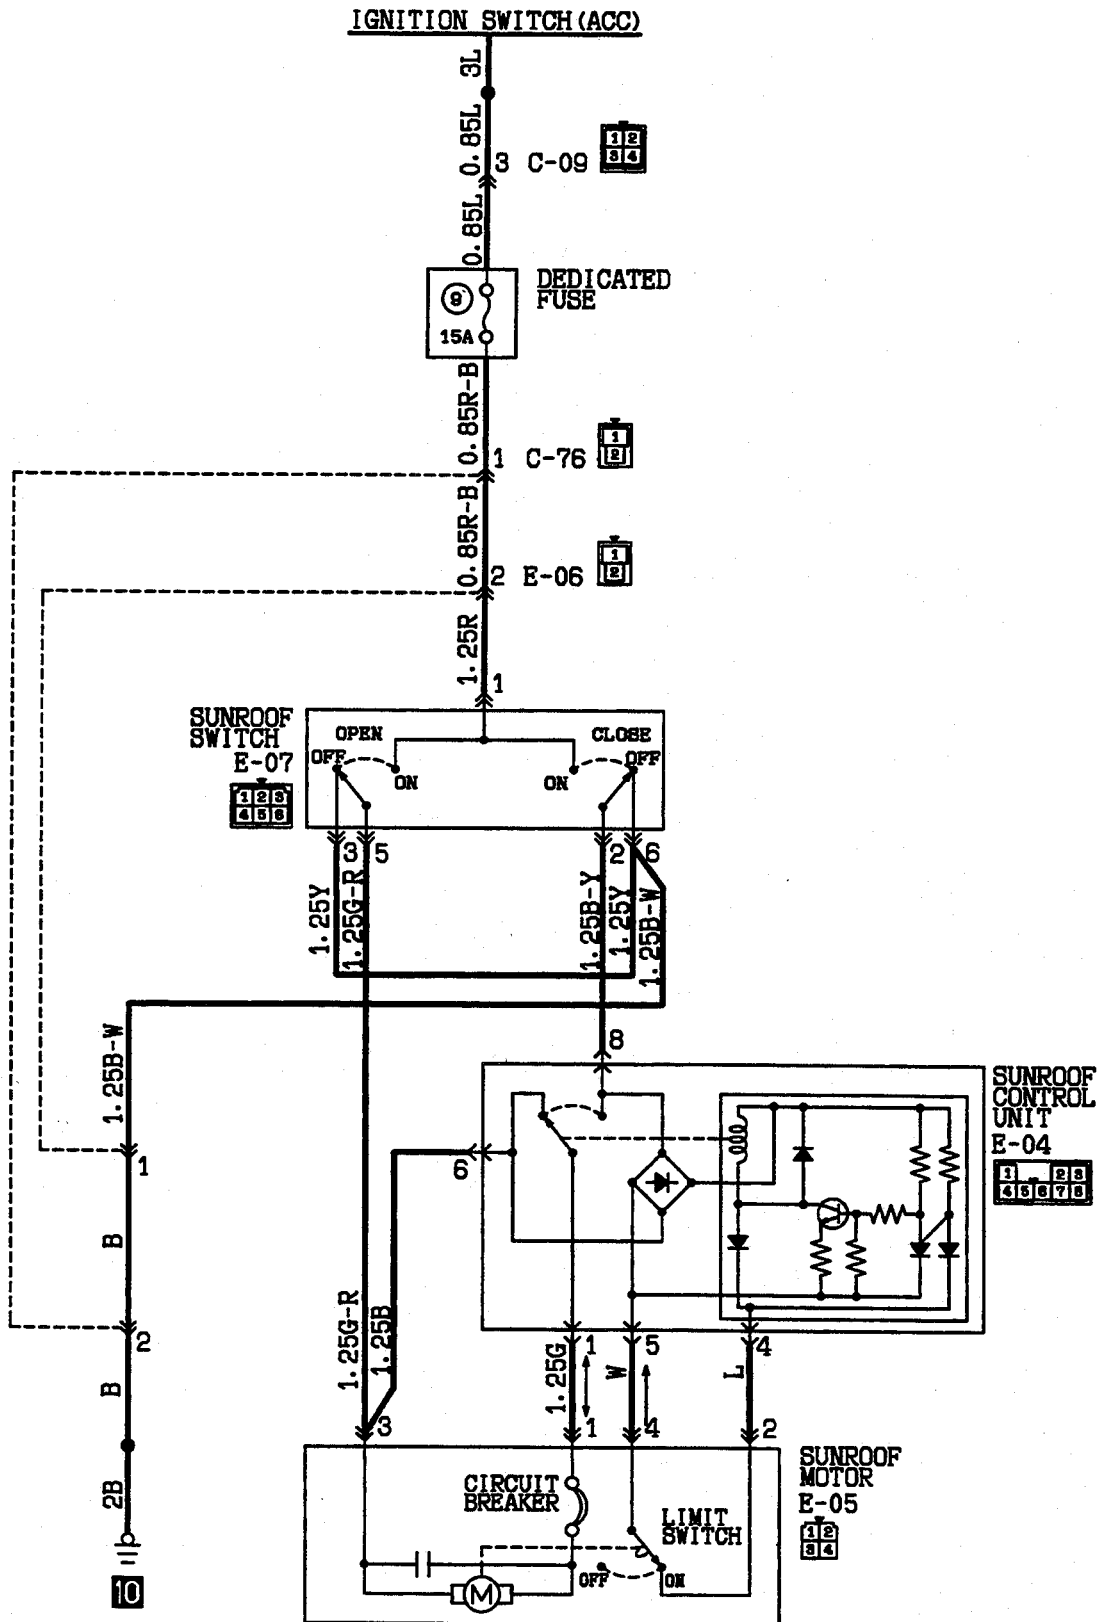 IGNITION SWITCH(ACC)
3L
0.85L
3 C-09
1 2
3 4
0.85L
DEDICATED
FUSE
9
15A
0.85R-B
1 C-76
1
2
0.85R-B
2 E-06
1
2
1.25R
1
SUNROOF
SWITCH
E-07
1 2 3
4 5 6
OPEN
CLOSE
OFF
ON
ON
OFF
3 5 2 6
1.25Y
1.25G-R
1.25B-Y
1.25Y
1.25B-W
8
1.25B-W
SUNROOF
CONTROL
UNIT
E-04
1 2 3
4 5 6 7 8
6
1
B
1.25G-R
1.25B
2
B
1 5 4
1.25G
W
L
3 1 4 2
2B
10
SUNROOF
MOTOR
E-05
1 2
3 4
CIRCUIT
BREAKER
LIMIT
SWITCH
OFF
ON
M